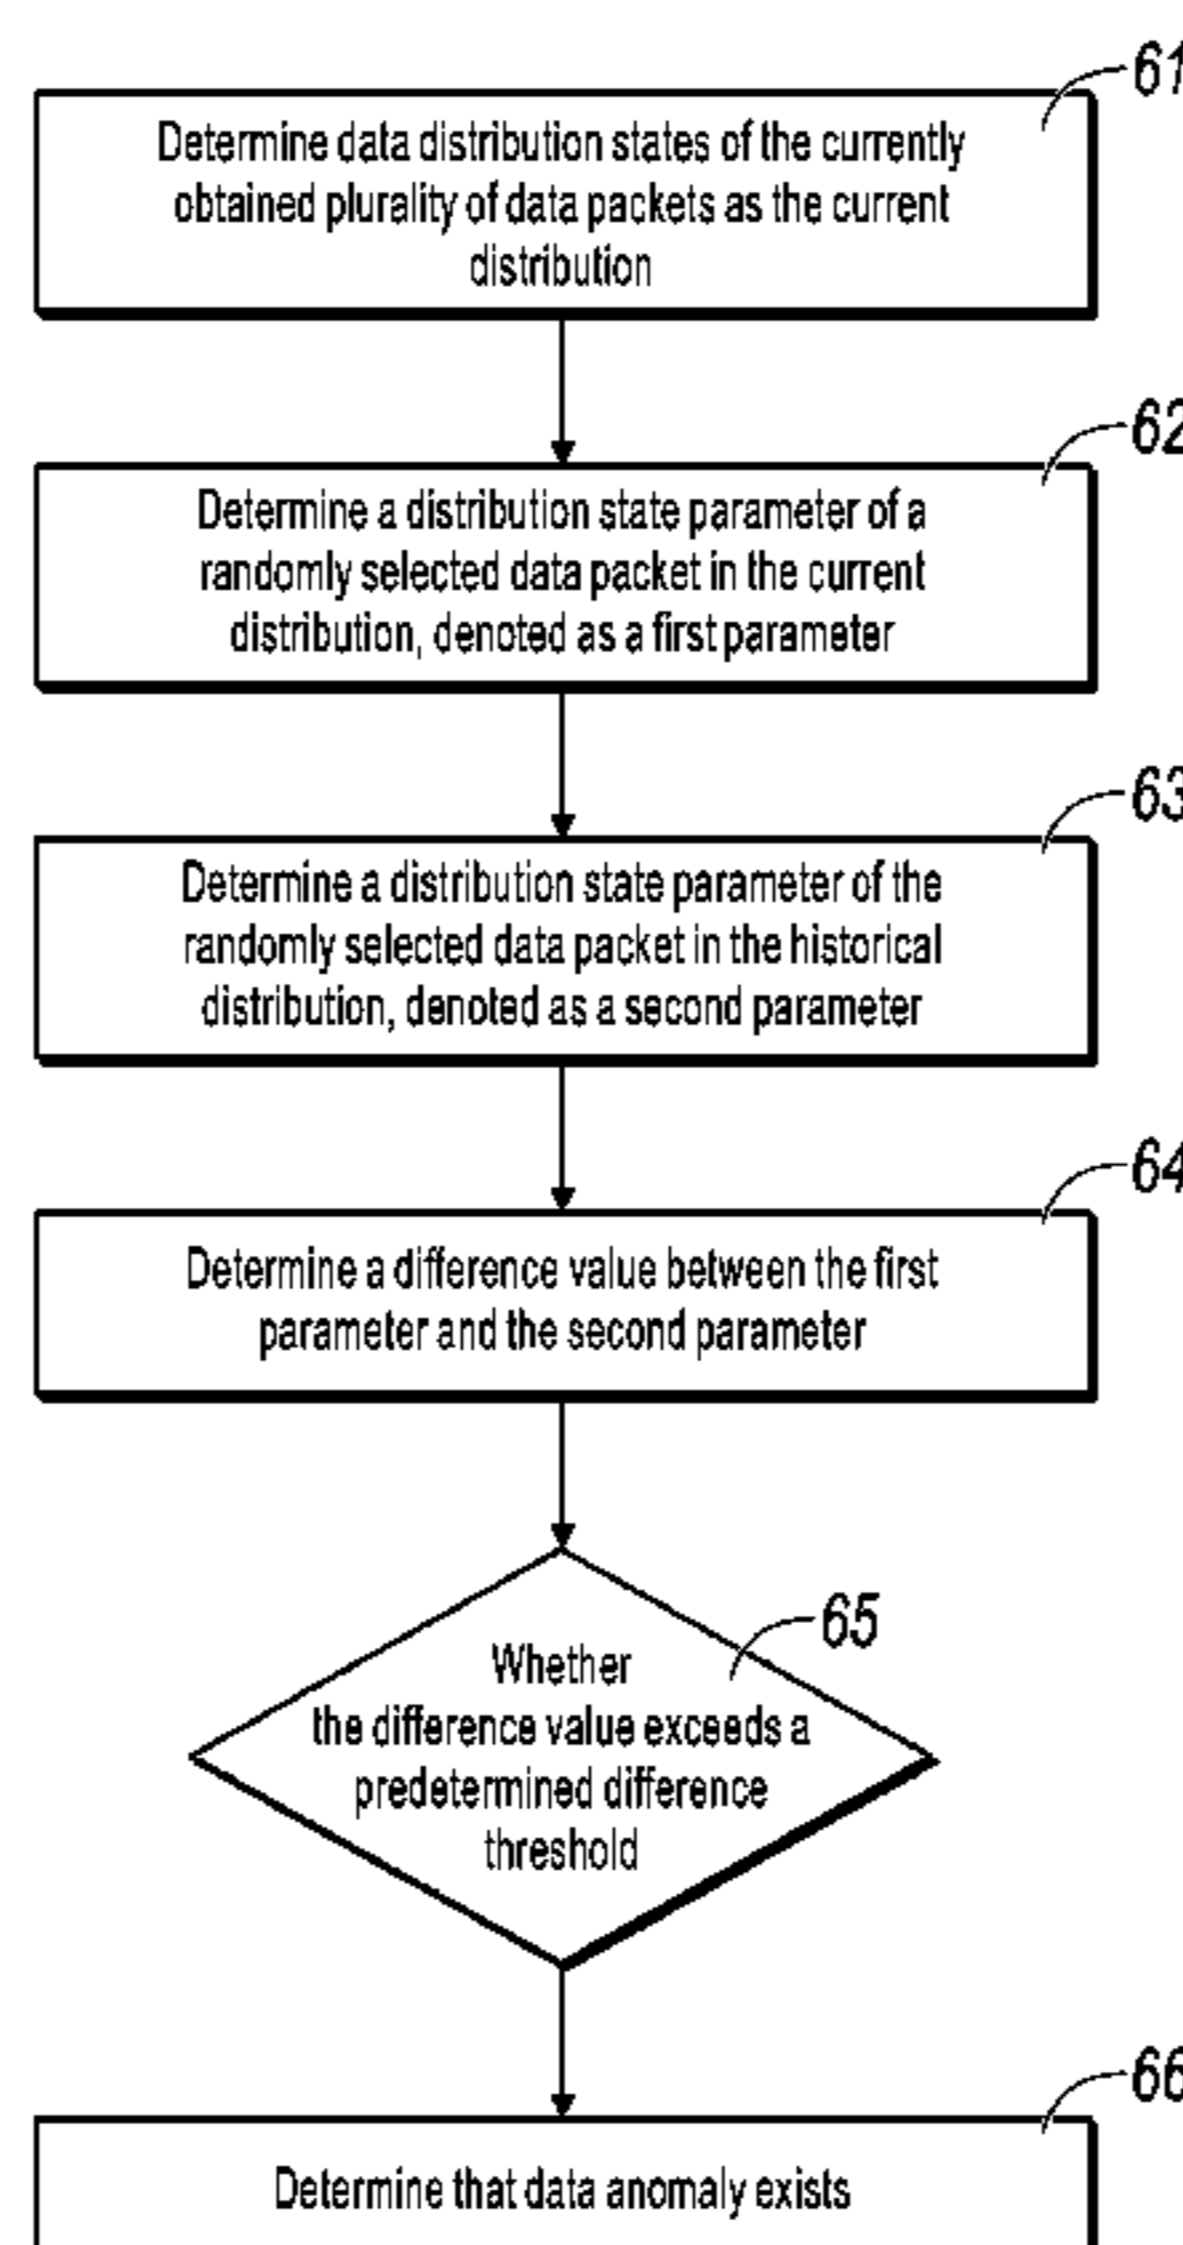 61
Determine data distribution states of the currently
obtained plurality of data packets as the current
distribution
62
Determine a distribution state parameter of a
randomly selected data packet in the current
distribution, denoted as a first parameter
63
Determine a distribution state parameter of the
randomly selected data packet in the historical
distribution, denoted as a second parameter
64
Determine a difference value between the first
parameter and the second parameter
65
Whether
the difference value exceeds a
predetermined difference
threshold
66
Determine that data anomaly exists